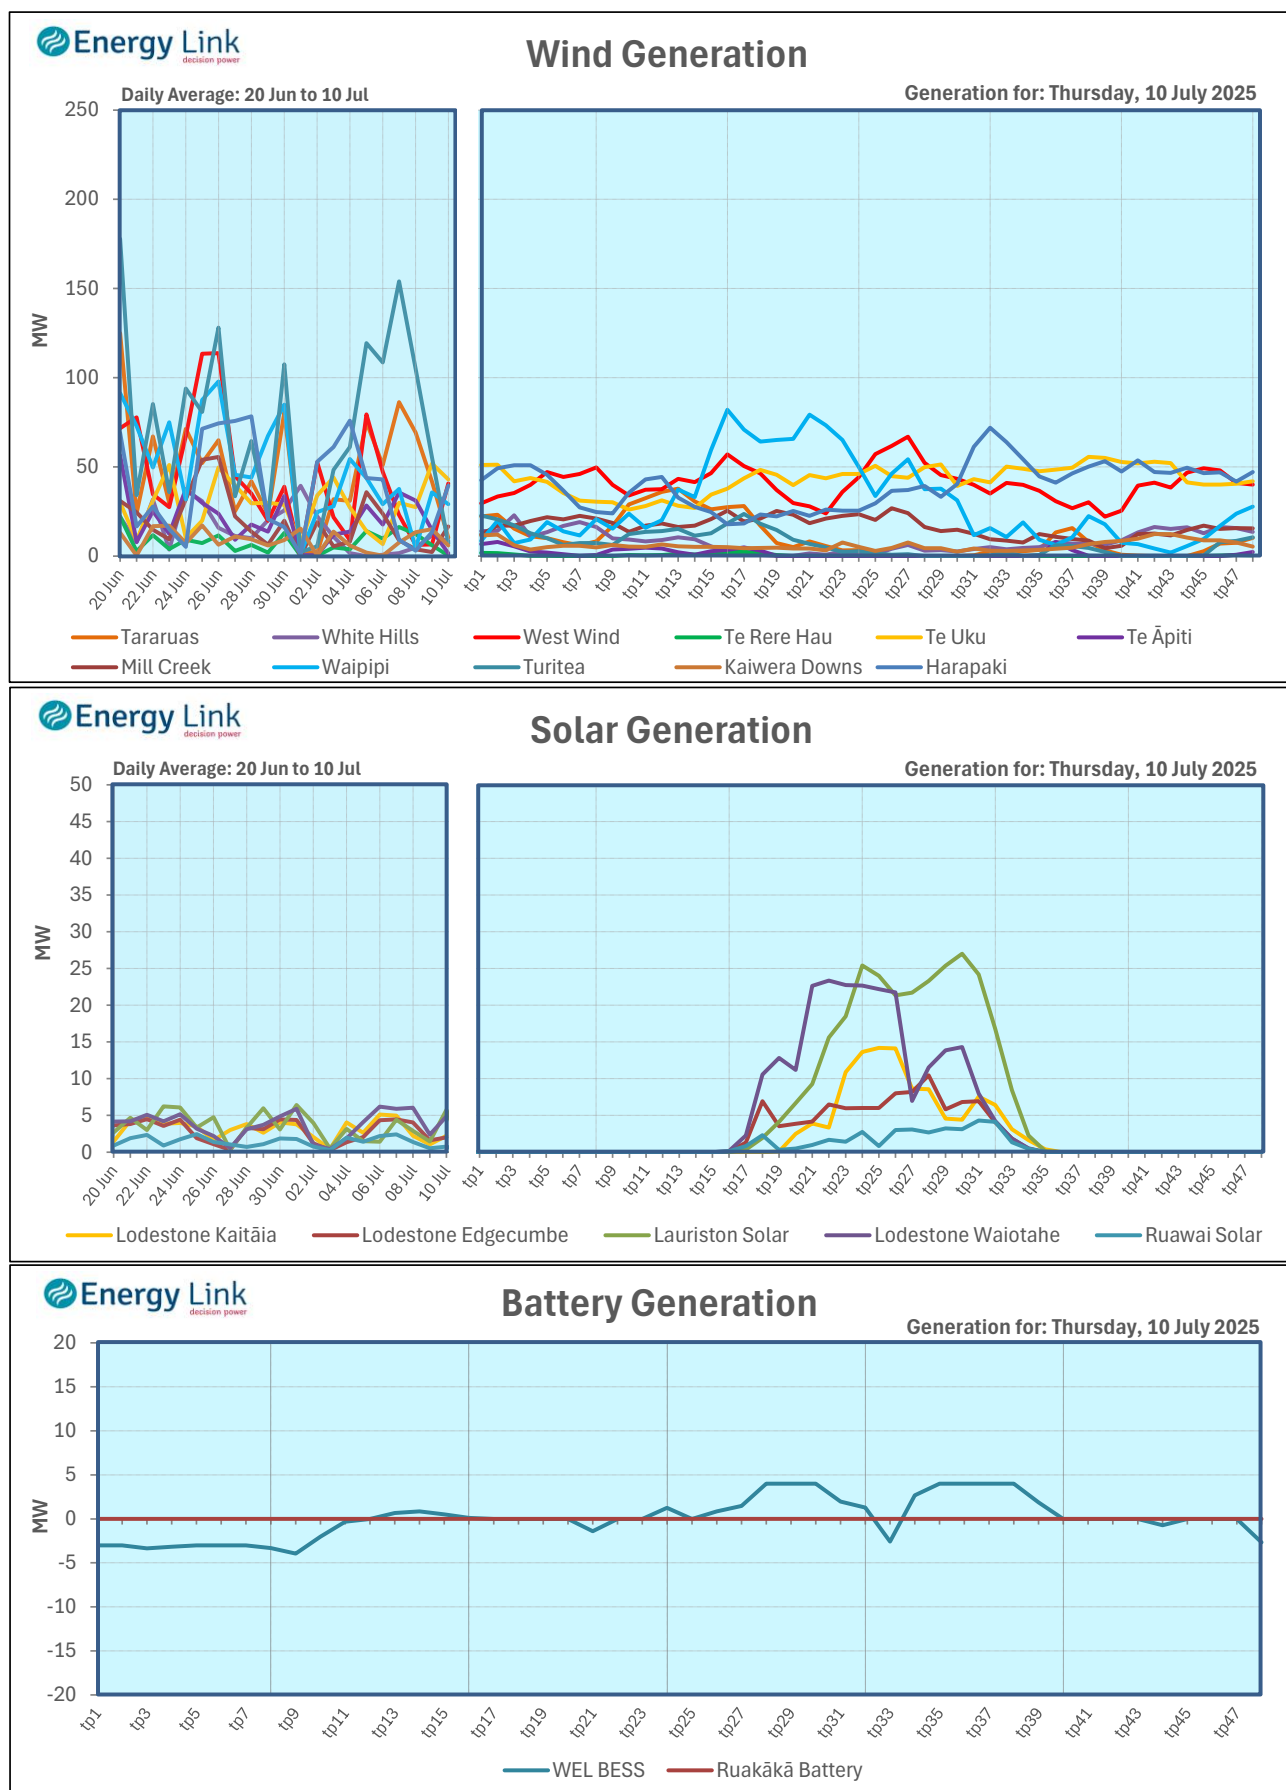 Energy Link
decision power
Wind Generation
Daily Average: 20 Jun to 10 Jul
Generation for: Thursday, 10 July 2025
MW
250
200
150
100
50
0
20 Jun 22 Jun 24 Jun 26 Jun 28 Jun 30 Jun 02 Jul 04 Jul 06 Jul 08 Jul 10 Jul
tp1 tp3 tp5 tp7 tp9 tp11 tp13 tp15 tp17 tp19 tp21 tp23 tp25 tp27 tp29 tp31 tp33 tp35 tp37 tp39 tp41 tp43 tp45 tp47
Tararuas White Hills West Wind Te Rere Hau Te Uku Te Āpiti
Mill Creek Waipipi Turitea Kaiwera Downs Harapaki
Energy Link
decision power
Solar Generation
Daily Average: 20 Jun to 10 Jul
Generation for: Thursday, 10 July 2025
MW
50
45
40
35
30
25
20
15
10
5
0
20 Jun 22 Jun 24 Jun 26 Jun 28 Jun 30 Jun 02 Jul 04 Jul 06 Jul 08 Jul 10 Jul
tp1 tp3 tp5 tp7 tp9 tp11 tp13 tp15 tp17 tp19 tp21 tp23 tp25 tp27 tp29 tp31 tp33 tp35 tp37 tp39 tp41 tp43 tp45 tp47
Lodestone Kaitāia Lodestone Edgecumbe Lauriston Solar Lodestone Waiotahe Ruawai Solar
Energy Link
decision power
Battery Generation
Generation for: Thursday, 10 July 2025
MW
20
15
10
5
0
-5
-10
-15
-20
tp1 tp3 tp5 tp7 tp9 tp11 tp13 tp15 tp17 tp19 tp21 tp23 tp25 tp27 tp29 tp31 tp33 tp35 tp37 tp39 tp41 tp43 tp45 tp47
WEL BESS Ruakākā Battery